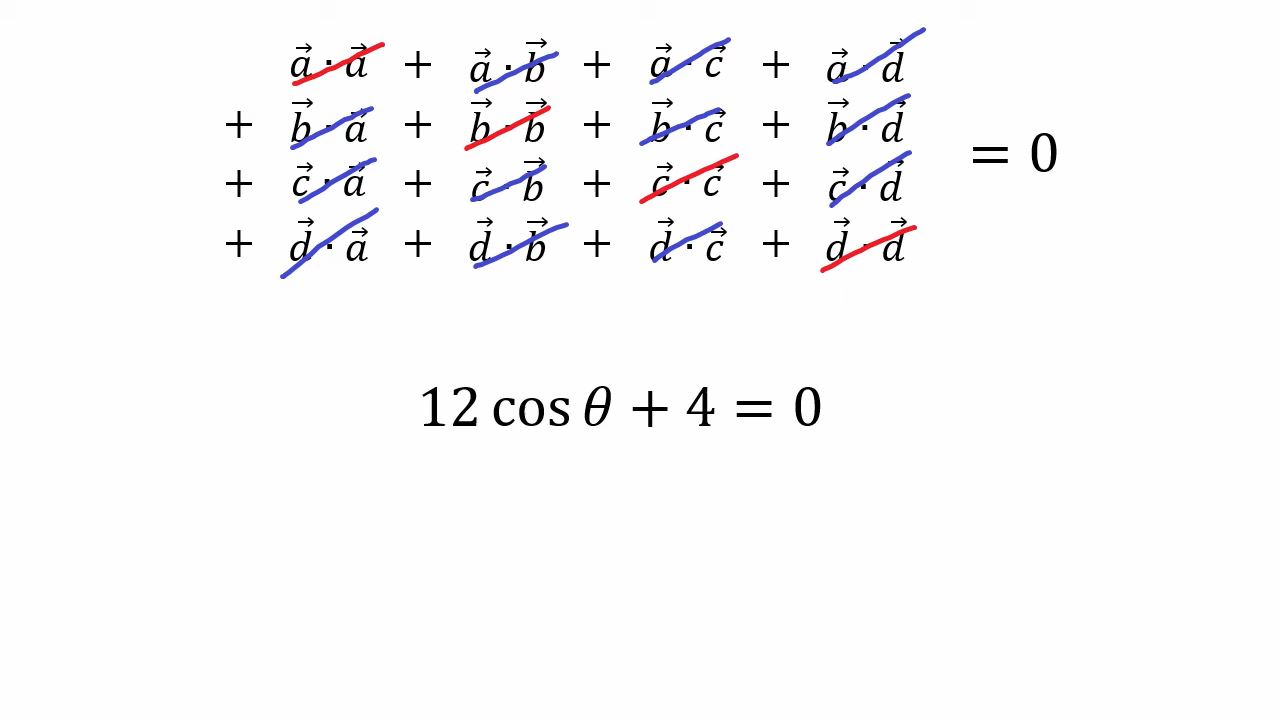 a⃗ · a⃗ + a⃗ · b⃗ + a⃗ · c⃗ + a⃗ · d⃗
+ b⃗ · a⃗ + b⃗ · b⃗ + b⃗ · c⃗ + b⃗ · d⃗
= 0
+ c⃗ · a⃗ + c⃗ · b⃗ + c⃗ · c⃗ + c⃗ · d⃗
+ d⃗ · a⃗ + d⃗ · b⃗ + d⃗ · c⃗ + d⃗ · d⃗
12 cos θ + 4 = 0